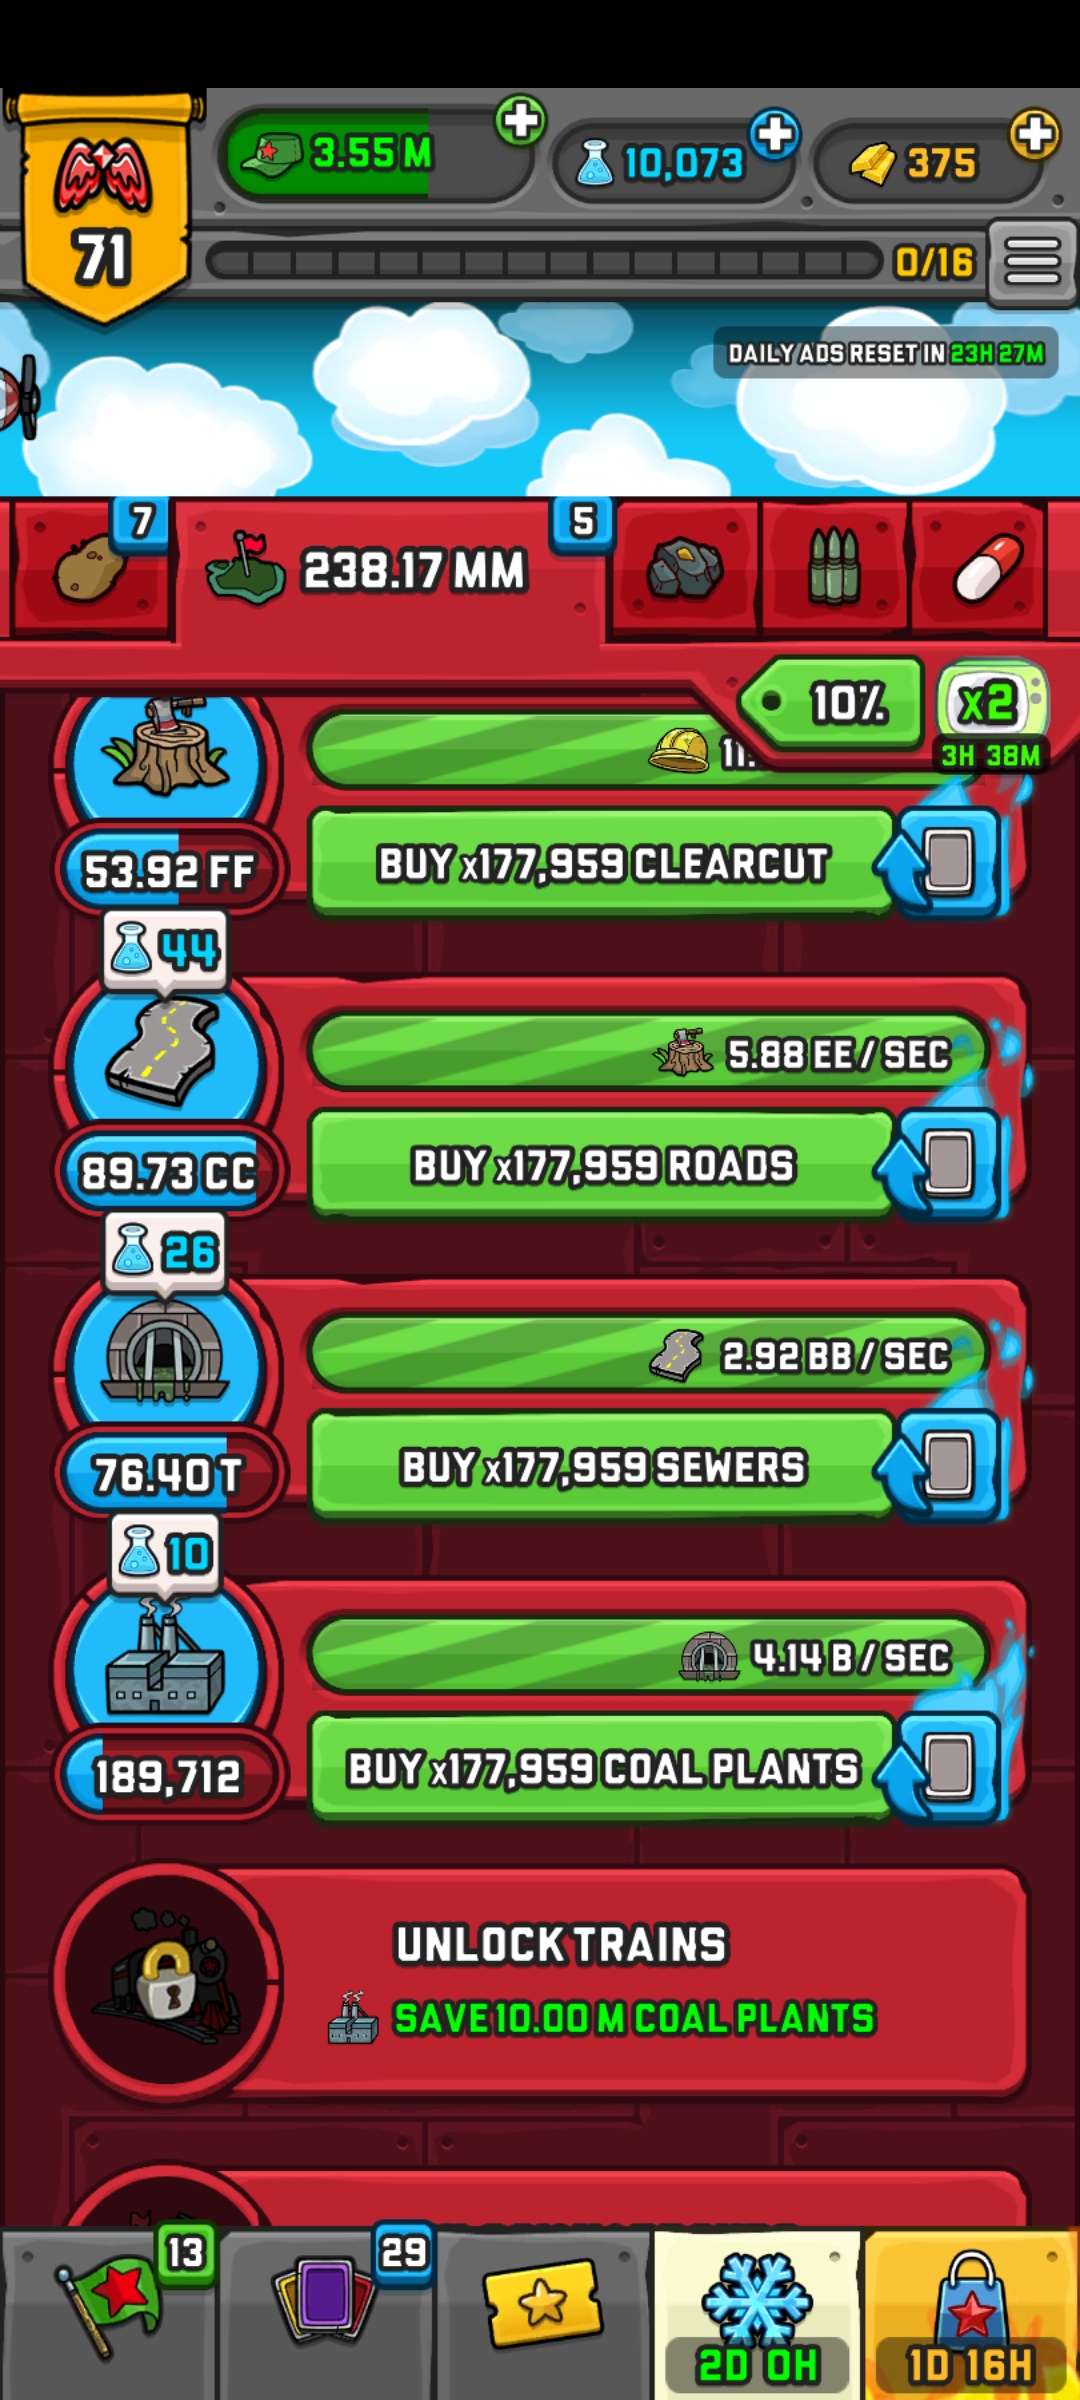 3.55 M
10,073
375
71
0/16
DAILY ADS RESET IN 23H 27M
7
238.17 MM
5
10%
x2
3H 38M
53.92 FF
BUY x177,959 CLEARCUT
44
5.88 EE / SEC
89.73 CC
BUY x177,959 ROADS
26
2.92 BB / SEC
76.40 T
BUY x177,959 SEWERS
10
4.14 B / SEC
189,712
BUY x177,959 COAL PLANTS
UNLOCK TRAINS
SAVE 10.00 M COAL PLANTS
13
29
2D 0H
1D 16H